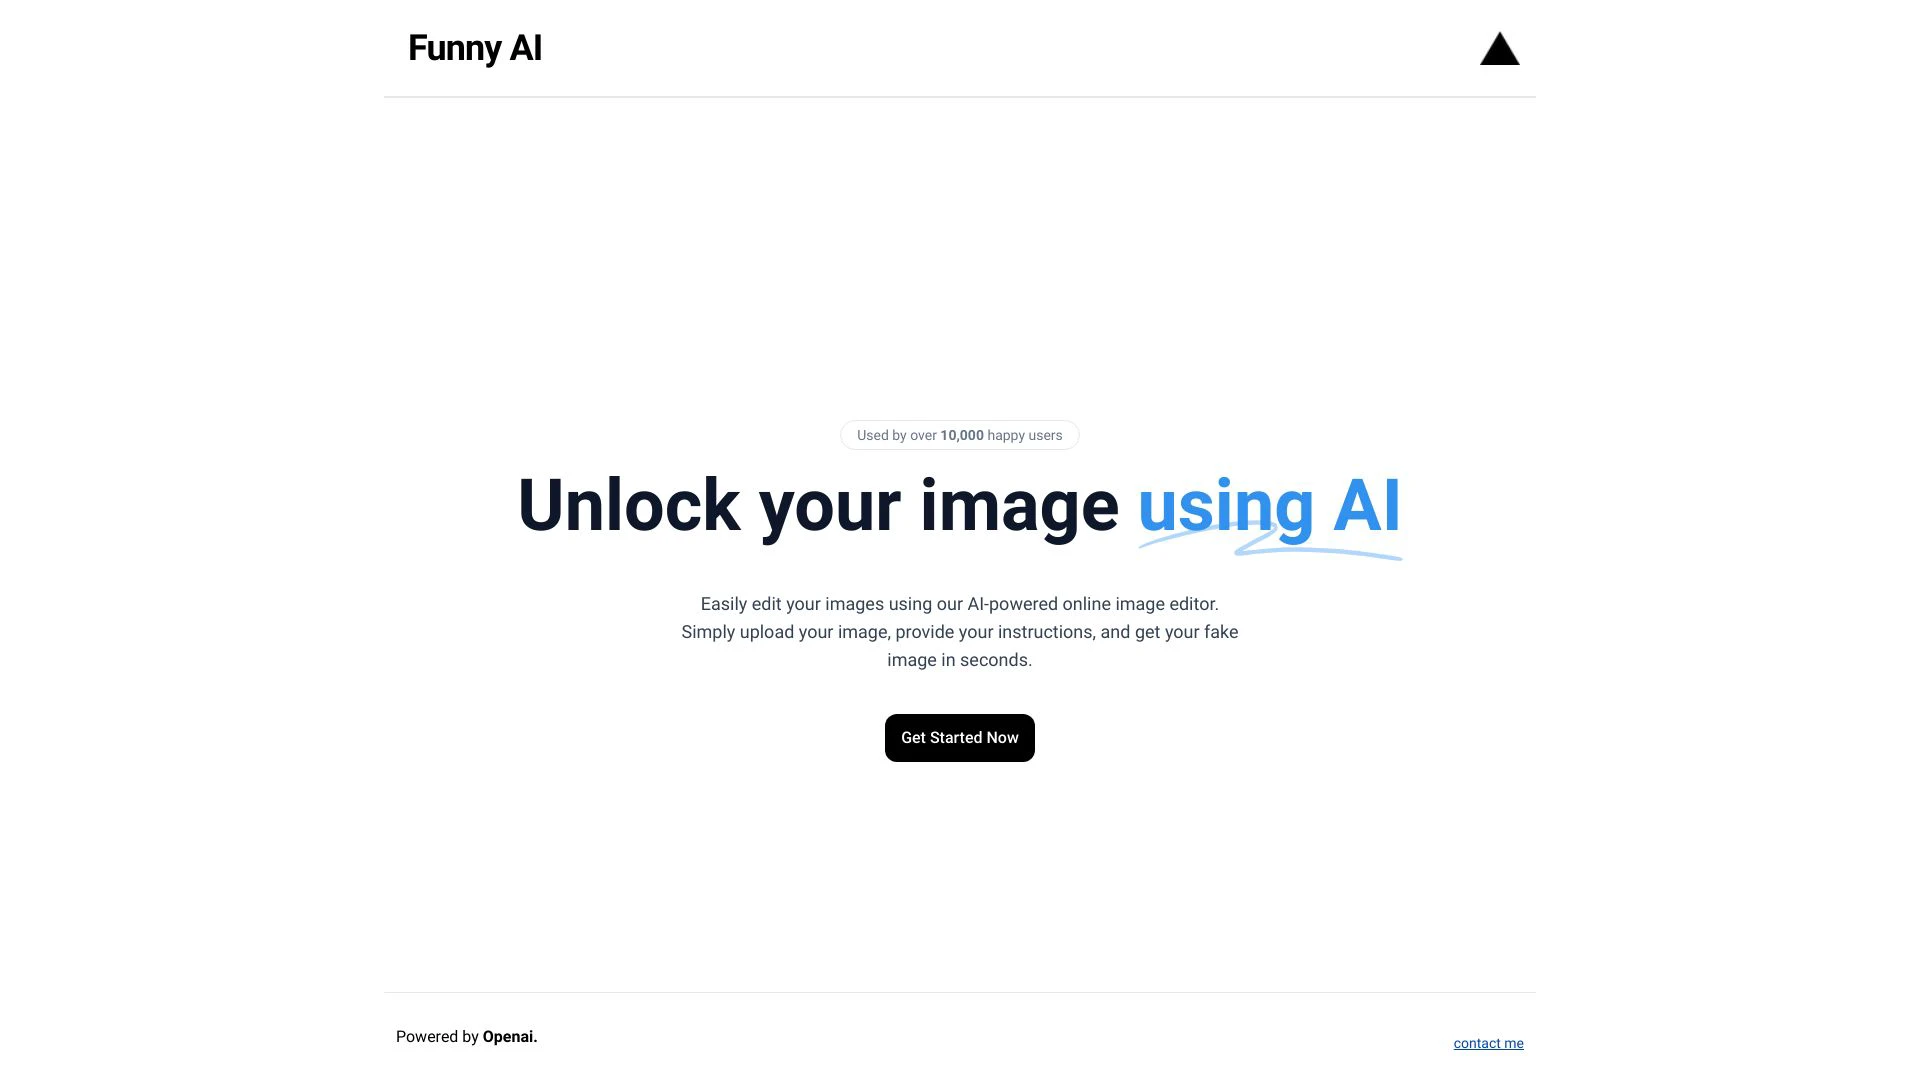 Funny AI
Used by over 10,000 happy users
Unlock your image using AI
Easily edit your images using our AI-powered online image editor.
Simply upload your image, provide your instructions, and get your fake
image in seconds.
Get Started Now
Powered by Openai.
contact me